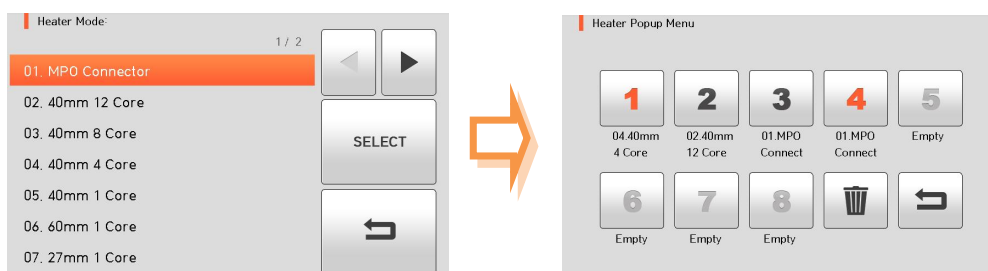 Heater Mode:
1 / 2
01. MPO Connector
02. 40mm 12 Core
03. 40mm 8 Core
04. 40mm 4 Core
05. 40mm 1 Core
06. 60mm 1 Core
07. 27mm 1 Core
SELECT
Heater Popup Menu
1 2 3 4 5
04.40mm 02.40mm 01.MPO 01.MPO Empty
4 Core 12 Core Connect Connect
6 7 8
Empty Empty Empty